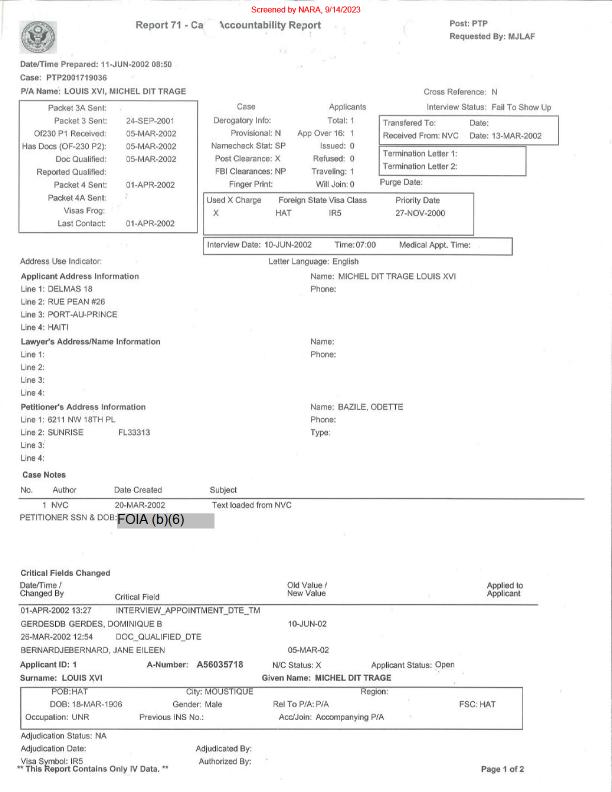 Screened by NARA, 9/14/2023
Report 71 - Ca Accountability Report
Post: PTP
Requested By: MJLAF
Date/Time Prepared: 11-JUN-2002 08:50
Case: PTP2001719036
P/A Name: LOUIS XVI, MICHEL DIT TRAGE
Cross Reference: N
Packet 3A Sent:
Case Applicants
Interview Status: Fail To Show Up
Packet 3 Sent: 24-SEP-2001
Derogatory Info: Total: 1
Transferred To: Date:
Of230 P1 Received: 05-MAR-2002
Provisional: N App Over 16: 1
Received From: NVC Date: 13-MAR-2002
Has Docs (OF-230 P2): 05-MAR-2002
Namecheck Stat: SP Issued: 0
Termination Letter 1:
Doc Qualified: 05-MAR-2002
Post Clearance: X Refused: 0
Termination Letter 2:
Reported Qualified:
FBI Clearances: NP Traveling: 1
Packet 4 Sent: 01-APR-2002
Finger Print: Will Join: 0
Purge Date:
Packet 4A Sent:
Used X Charge Foreign State Visa Class Priority Date
Visas Frog:
X HAT IR5 27-NOV-2000
Last Contact: 01-APR-2002
Interview Date: 10-JUN-2002 Time:07:00 Medical Appt. Time:
Address Use Indicator: Letter Language: English
Applicant Address Information Name: MICHEL DIT TRAGE LOUIS XVI
Line 1: DELMAS 18 Phone:
Line 2: RUE PEAN #26
Line 3: PORT-AU-PRINCE
Line 4: HAITI
Lawyer's Address/Name Information Name:
Line 1: Phone:
Line 2:
Line 3:
Line 4:
Petitioner's Address Information Name: BAZILE, ODETTE
Line 1: 6211 NW 18TH PL Phone:
Line 2: SUNRISE FL33313 Type:
Line 3:
Line 4:
Case Notes
No. Author Date Created Subject
1 NVC 20-MAR-2002 Text loaded from NVC
PETITIONER SSN & DOB: FOIA (b)(6)
Critical Fields Changed
Date/Time / Changed By Critical Field Old Value / New Value Applied to Applicant
01-APR-2002 13:27 INTERVIEW_APPOINTMENT_DTE_TM
GERDESDB GERDES, DOMINIQUE B 10-JUN-02
26-MAR-2002 12:54 DOC_QUALIFIED_DTE
BERNARDJEBERNARD, JANE EILEEN 05-MAR-02
Applicant ID: 1 A-Number: A56035718 N/C Status: X Applicant Status: Open
Surname: LOUIS XVI Given Name: MICHEL DIT TRAGE
POB:HAT City: MOUSTIQUE Region:
DOB: 18-MAR-1906 Gender: Male Rel To P/A: P/A FSC: HAT
Occupation: UNR Previous INS No.: Acc/Join: Accompanying P/A
Adjudication Status: NA
Adjudication Date: Adjudicated By:
Visa Symbol: IR5 Authorized By:
** This Report Contains Only IV Data. ** Page 1 of 2